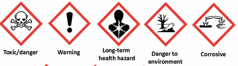 Toxic/danger
Warning
Long-term
health hazard
Danger to
environment
Corrosive